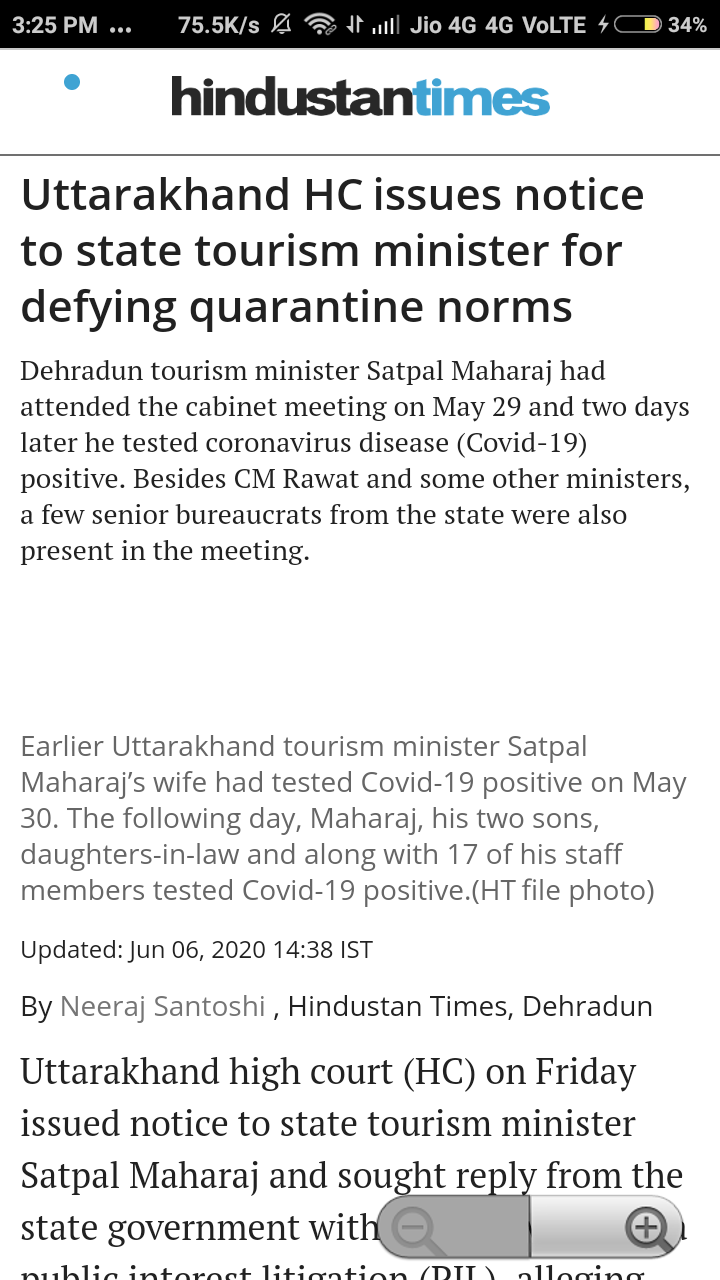 3:25 PM ... 75.5K/s Jio 4G 4G VoLTE 34%
hindustantimes
Uttarakhand HC issues notice
to state tourism minister for
defying quarantine norms
Dehradun tourism minister Satpal Maharaj had
attended the cabinet meeting on May 29 and two days
later he tested coronavirus disease (Covid-19)
positive. Besides CM Rawat and some other ministers,
a few senior bureaucrats from the state were also
present in the meeting.
Earlier Uttarakhand tourism minister Satpal
Maharaj’s wife had tested Covid-19 positive on May
30. The following day, Maharaj, his two sons,
daughters-in-law and along with 17 of his staff
members tested Covid-19 positive.(HT file photo)
Updated: Jun 06, 2020 14:38 IST
By Neeraj Santoshi , Hindustan Times, Dehradun
Uttarakhand high court (HC) on Friday
issued notice to state tourism minister
Satpal Maharaj and sought reply from the
state government with
public interest litigation (PIL), alleging